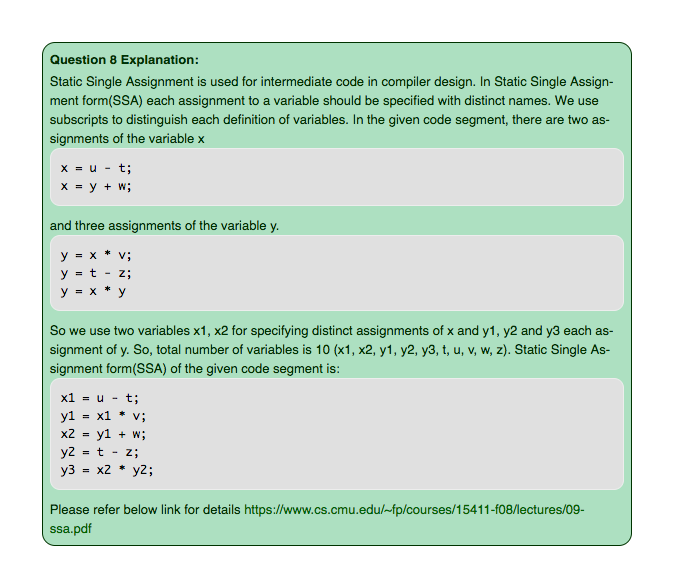 Question 8 Explanation:
Static Single Assignment is used for intermediate code in compiler design. In Static Single Assign-
ment form(SSA) each assignment to a variable should be specified with distinct names. We use
subscripts to distinguish each definition of variables. In the given code segment, there are two as-
signments of the variable x
x = u - t;
x = y + w;
and three assignments of the variable y.
y = x * v;
y = t - z;
y = x * y
So we use two variables x1, x2 for specifying distinct assignments of x and y1, y2 and y3 each as-
signment of y. So, total number of variables is 10 (x1, x2, y1, y2, y3, t, u, v, w, z). Static Single As-
signment form(SSA) of the given code segment is:
x1 = u - t;
y1 = x1 * v;
x2 = y1 + w;
y2 = t - z;
y3 = x2 * y2;
Please refer below link for details https://www.cs.cmu.edu/~fp/courses/15411-f08/lectures/09-
ssa.pdf